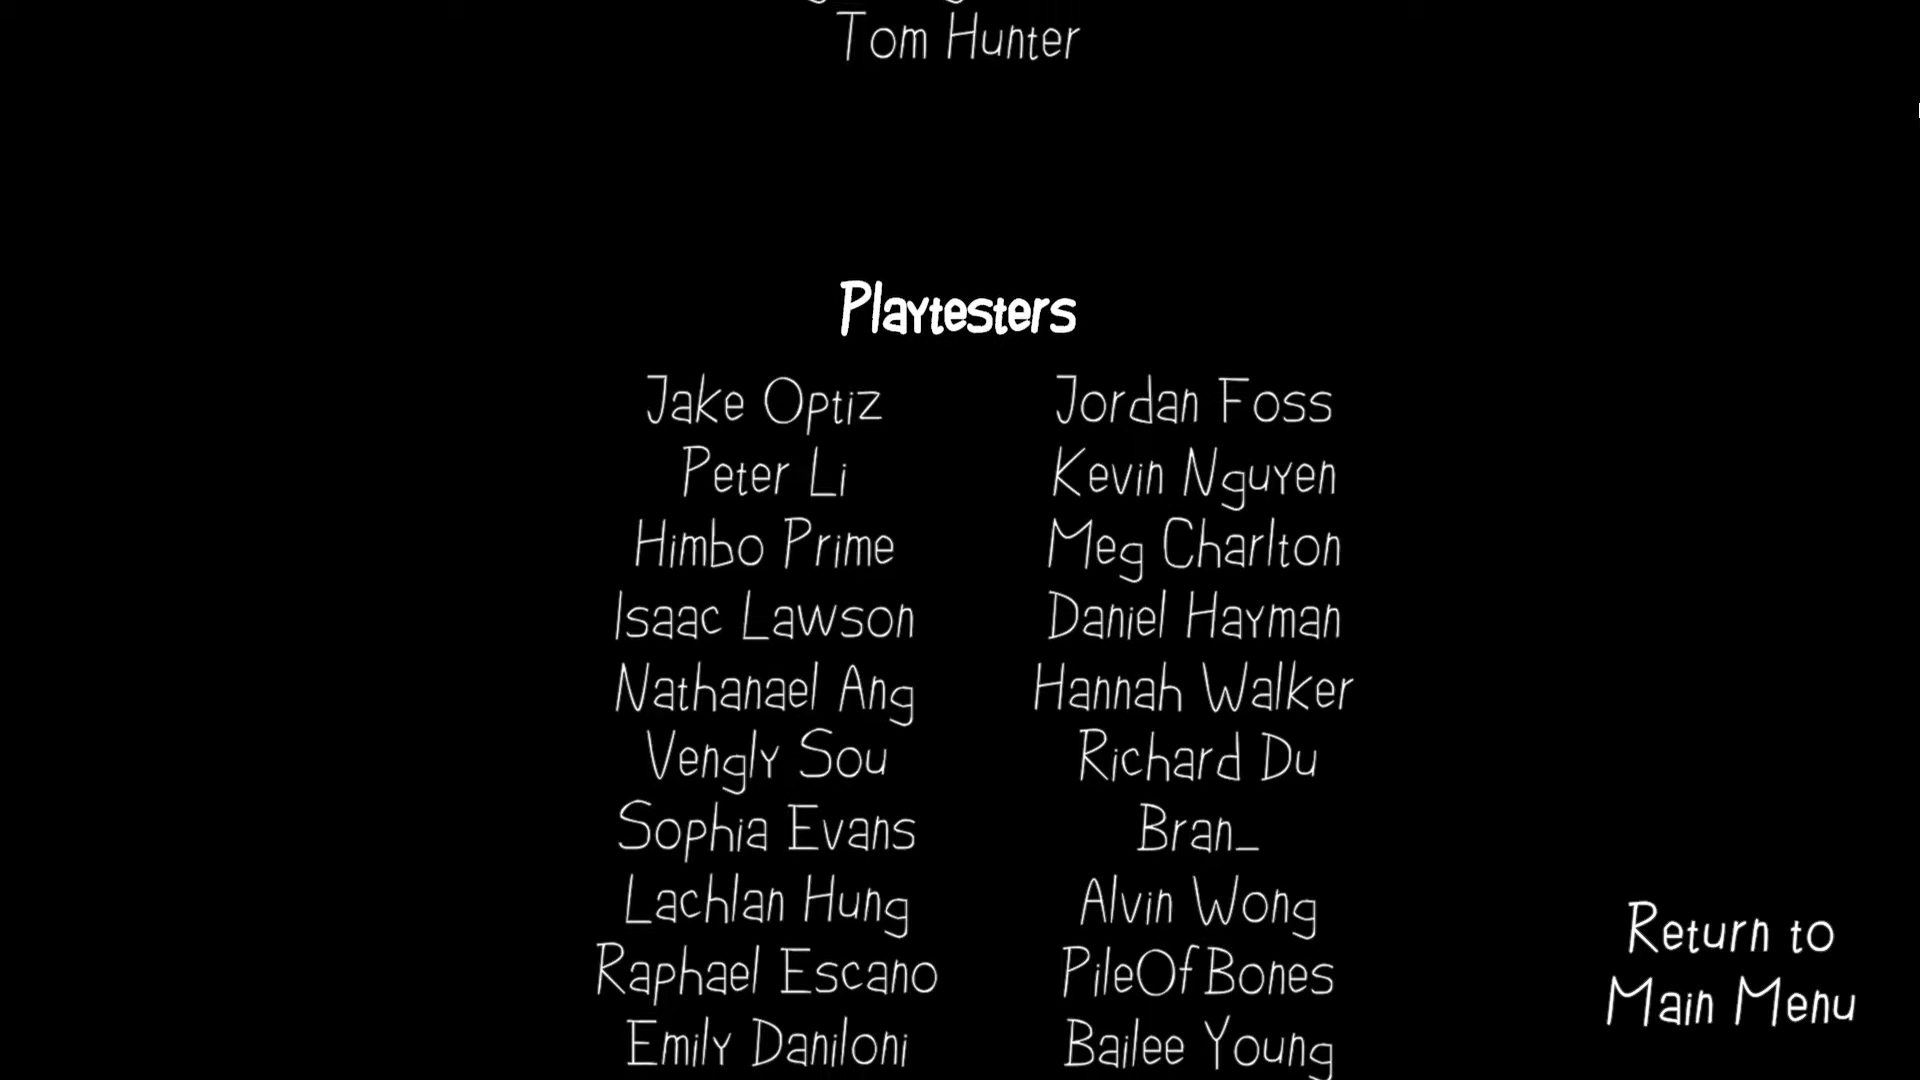 Tom Hunter
Playtesters
Jake Optiz Jordan Foss
Peter Li Kevin Nguyen
Himbo Prime Meg Charlton
Isaac Lawson Daniel Hayman
Nathanael Ang Hannah Walker
Vengly Sou Richard Du
Sophia Evans Bran_
Lachlan Hung Alvin Wong
Raphael Escano PileOfBones
Emily Daniloni Bailee Young
Return to
Main Menu